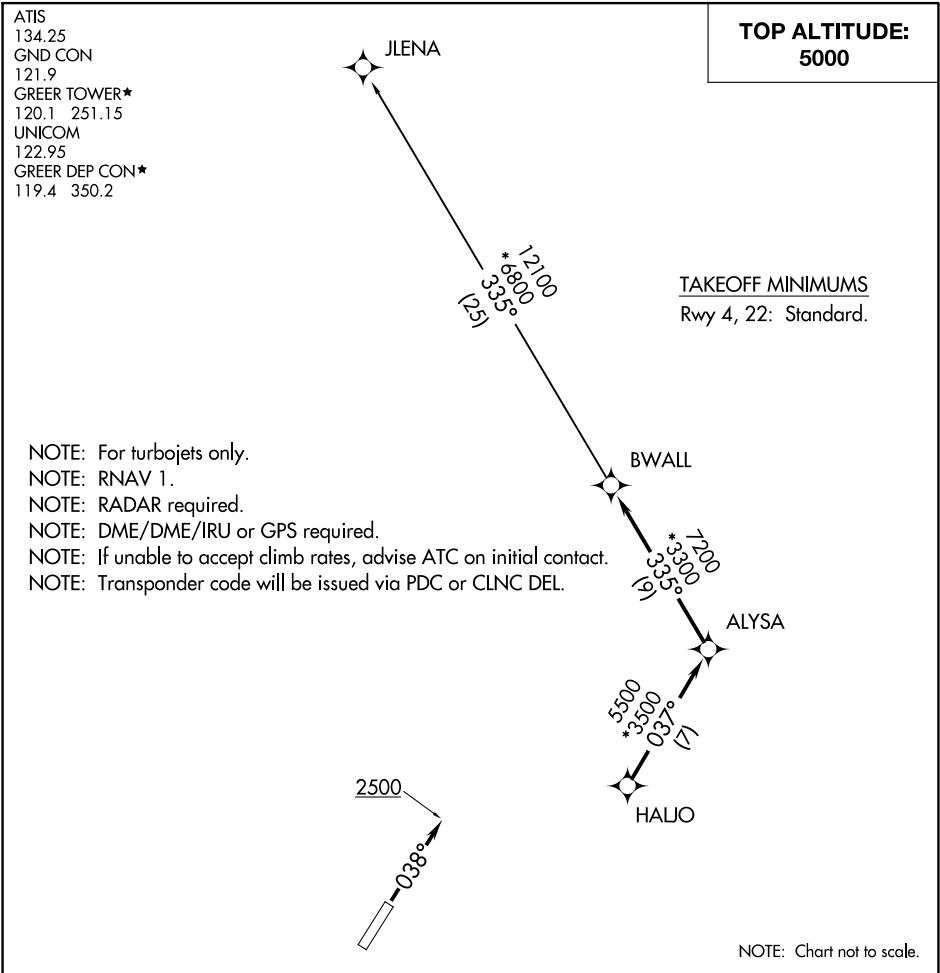 ATIS
134.25
GND CON
121.9
GREER TOWER★
120.1 251.15
UNICOM
122.95
GREER DEP CON★
119.4 350.2
TOP ALTITUDE:
5000
JLENA
12100
*6800
335°
(25)
TAKEOFF MINIMUMS
Rwy 4, 22: Standard.
NOTE: For turbojets only.
NOTE: RNAV 1.
NOTE: RADAR required.
NOTE: DME/DME/IRU or GPS required.
NOTE: If unable to accept climb rates, advise ATC on initial contact.
NOTE: Transponder code will be issued via PDC or CLNC DEL.
BWALL
7200
*3300
335°
(9)
ALYSA
5500
*3500
037°
(7)
HALJO
2500
038°
NOTE: Chart not to scale.